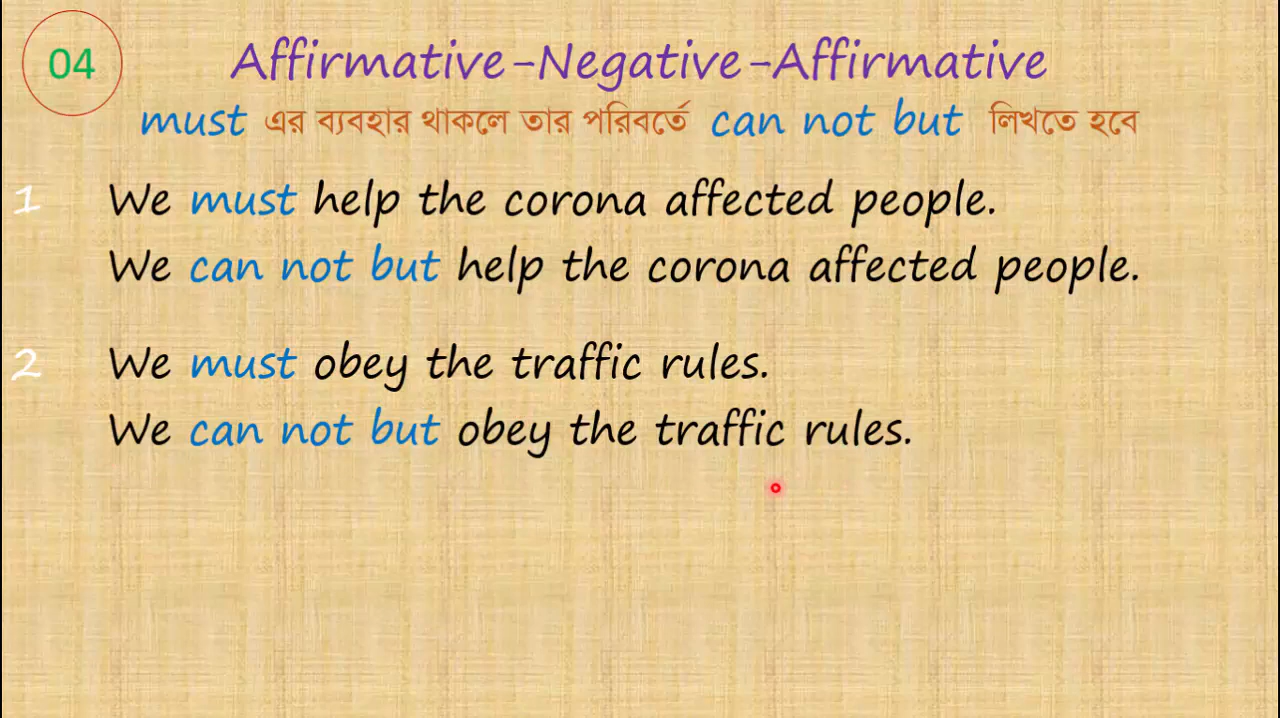 04
Affirmative-Negative-Affirmative
must এর ব্যবহার থাকলে তার পরিবর্তে can not but লিখতে হবে
1 We must help the corona affected people.
We can not but help the corona affected people.
2 We must obey the traffic rules.
We can not but obey the traffic rules.